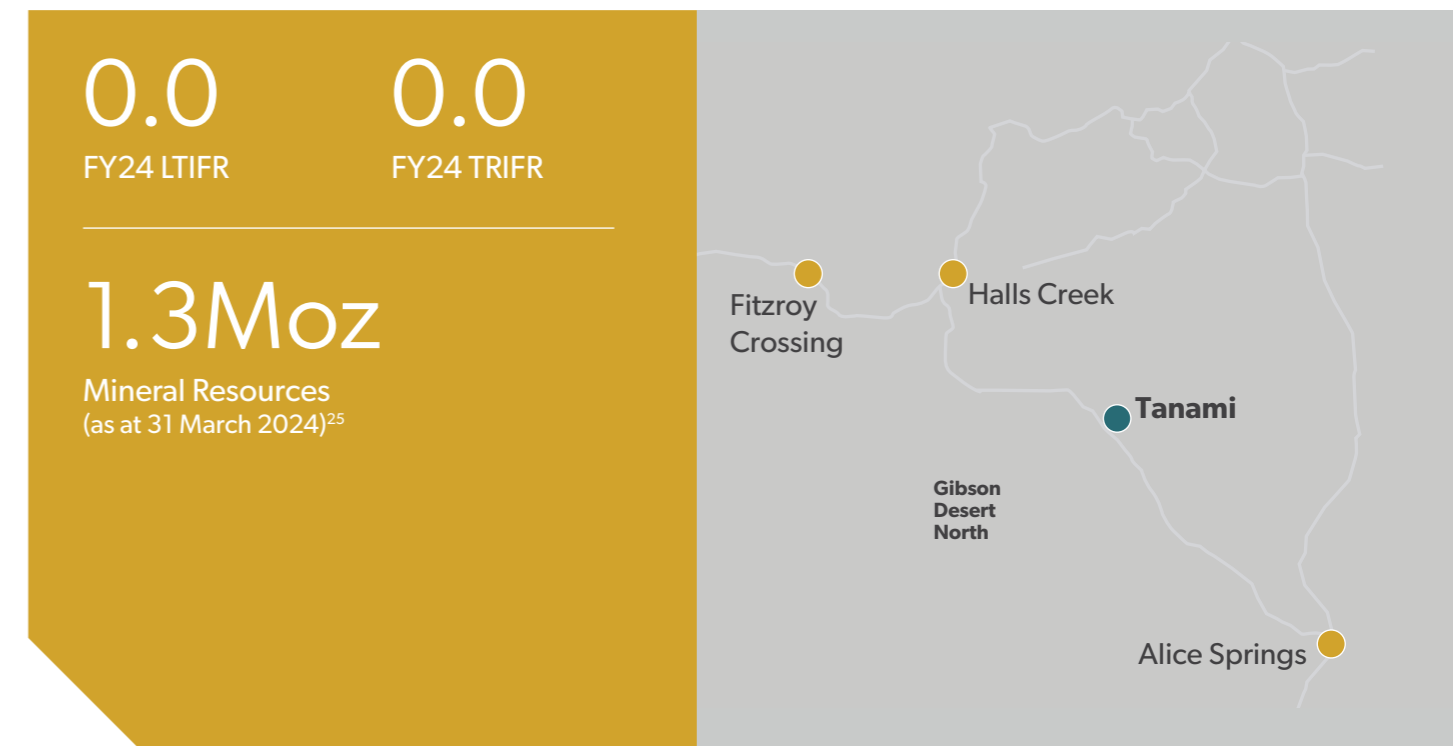 0.0
FY24 LTIFR
0.0
FY24 TRIFR
1.3Moz
Mineral Resources
(as at 31 March 2024)25
Fitzroy
Crossing
Halls Creek
Tanami
Gibson
Desert
North
Alice Springs